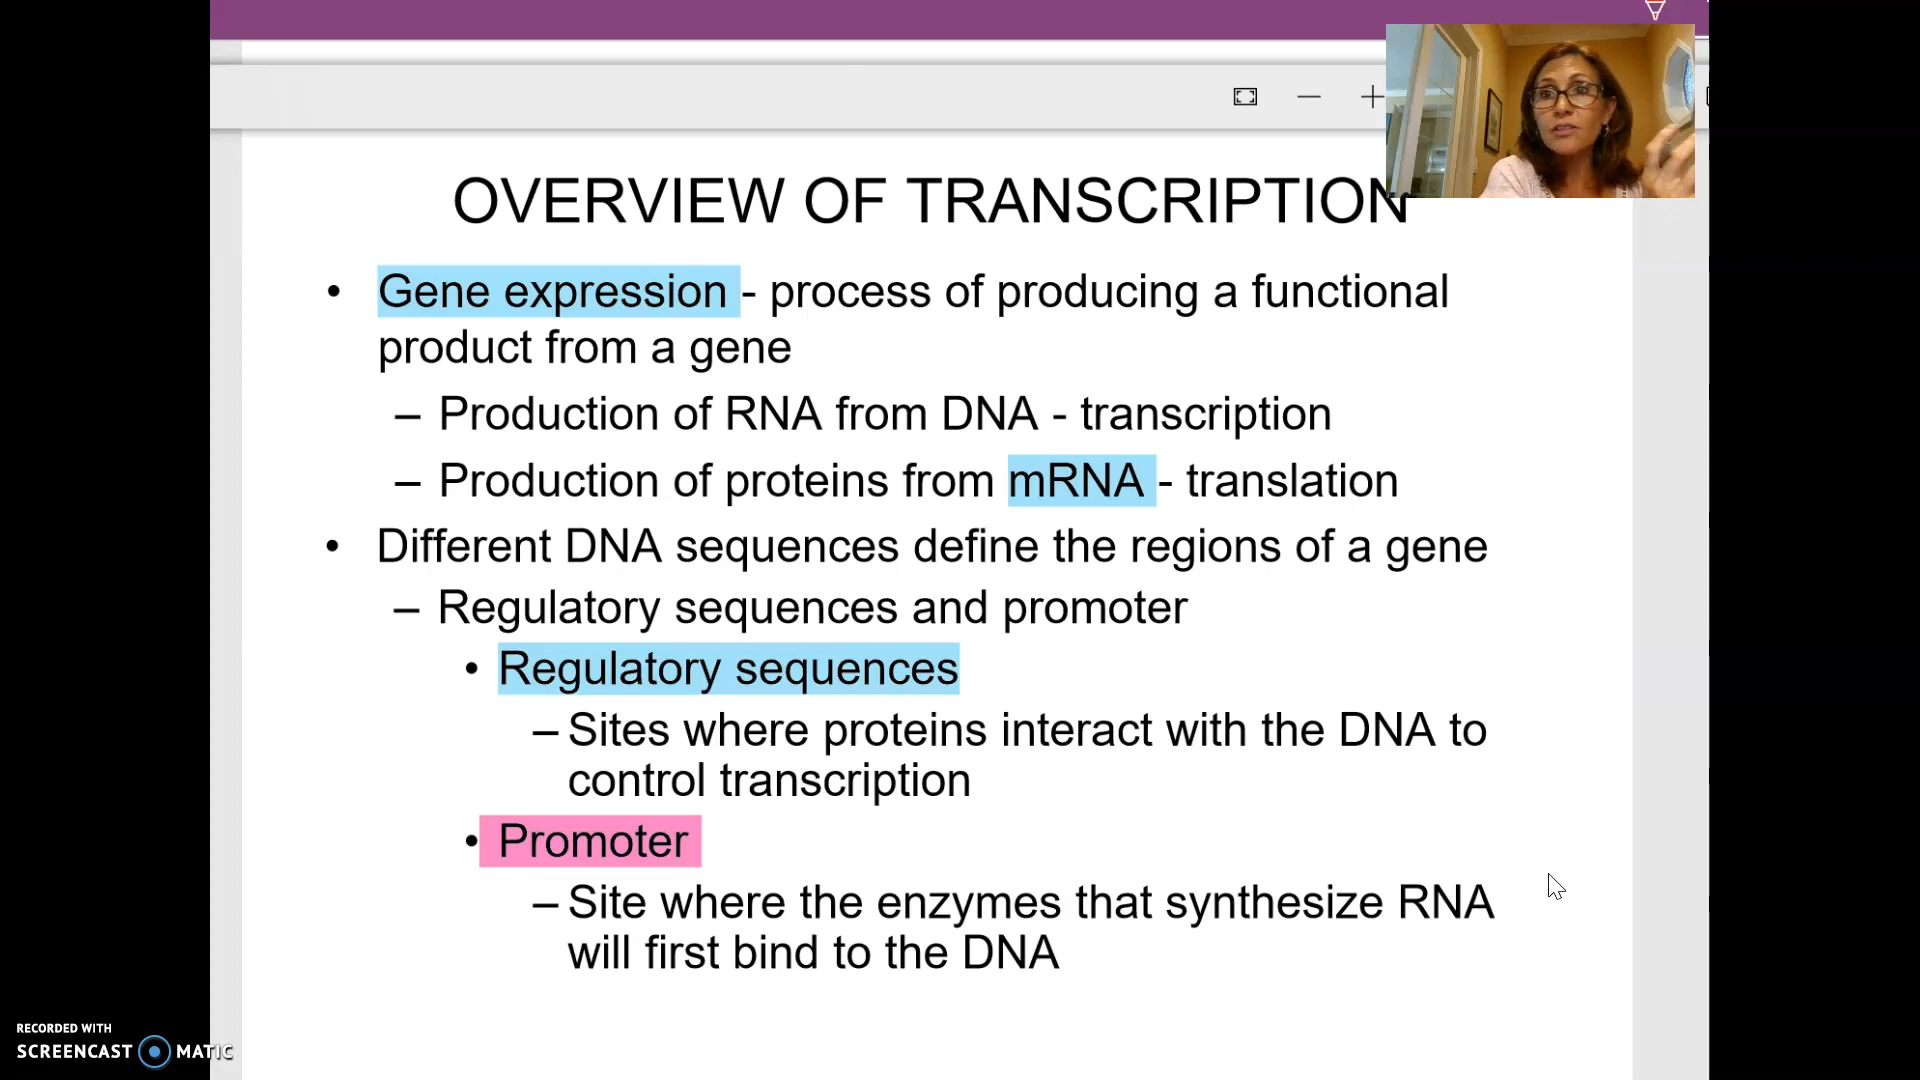 OVERVIEW OF TRANSCRIPTION
• Gene expression - process of producing a functional
product from a gene
– Production of RNA from DNA - transcription
– Production of proteins from mRNA - translation
• Different DNA sequences define the regions of a gene
– Regulatory sequences and promoter
• Regulatory sequences
– Sites where proteins interact with the DNA to
control transcription
• Promoter
– Site where the enzymes that synthesize RNA
will first bind to the DNA
RECORDED WITH
SCREENCAST MATIC